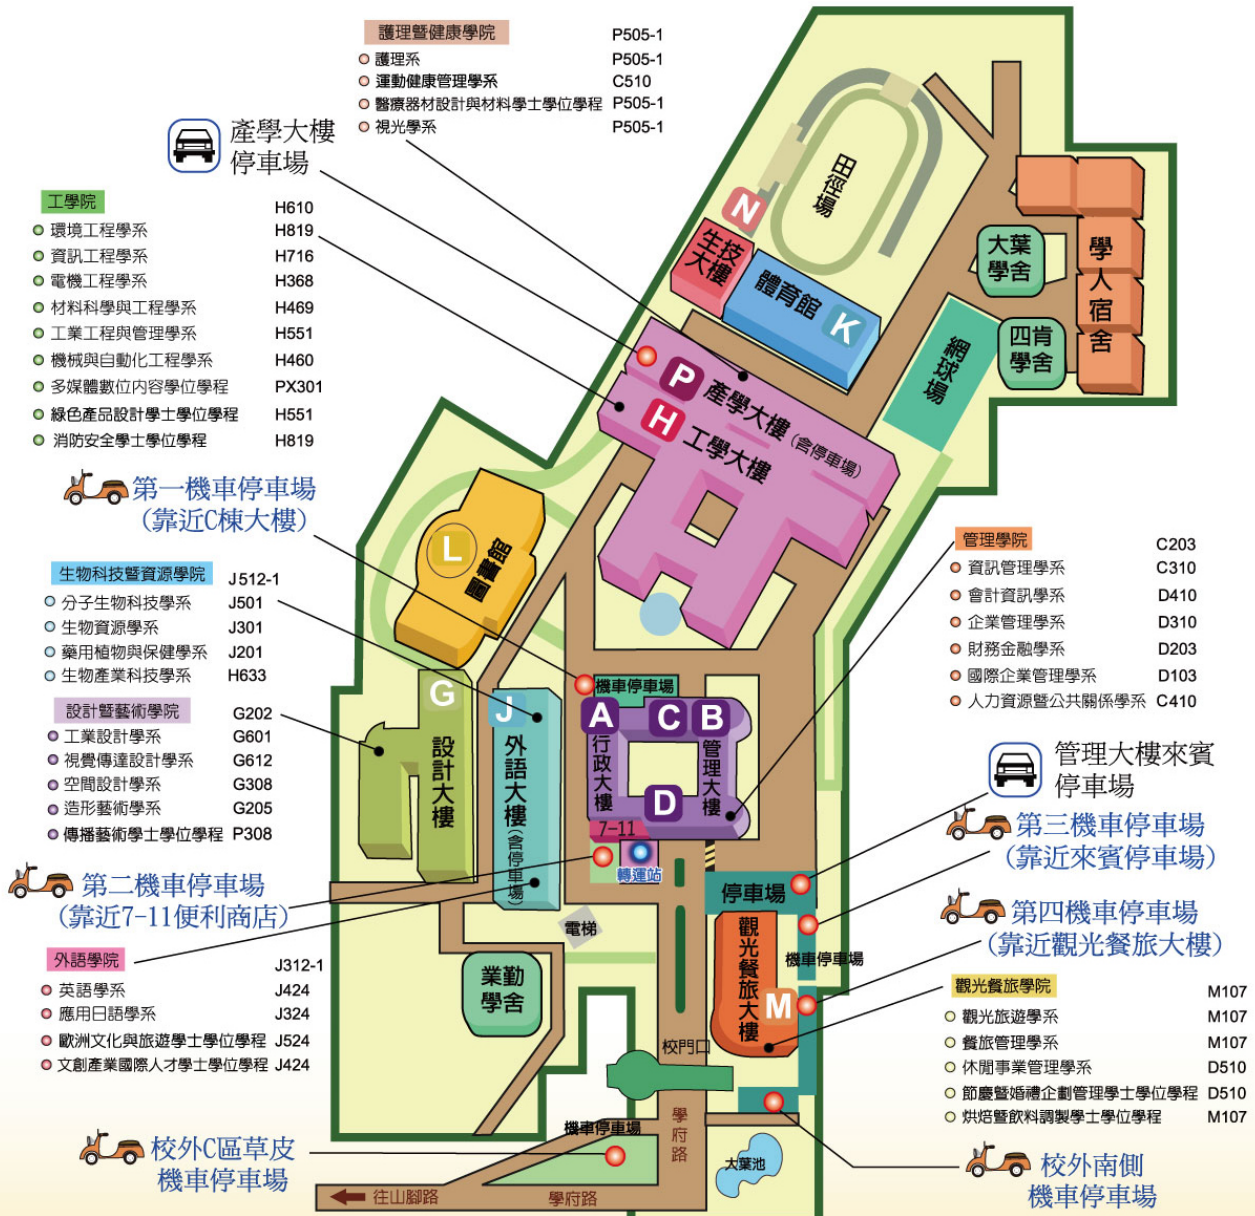 護理暨健康學院 P505-1
護理系 P505-1
運動健康管理學系 C510
醫療器材設計與材料學士學位學程 P505-1
視光學系 P505-1
產學大樓
停車場
工學院 H610
環境工程學系 H819
資訊工程學系 H716
電機工程學系 H368
材料科學與工程學系 H469
工業工程與管理學系 H551
機械與自動化工程學系 H460
多媒體數位內容學位學程 PX301
綠色產品設計學士學位學程 H551
消防安全學士學位學程 H819
第一機車停車場
(靠近C棟大樓)
生物科技暨資源學院 J512-1
分子生物科技學系 J501
生物資源學系 J301
藥用植物與保健學系 J201
生物產業科技學系 H633
設計暨藝術學院 G202
工業設計學系 G601
視覺傳達設計學系 G612
空間設計學系 G308
造形藝術學系 G205
傳播藝術學士學位學程 P308
第二機車停車場
(靠近7-11便利商店)
外語學院 J312-1
英語學系 J424
應用日語學系 J324
歐洲文化與旅遊學士學位學程 J524
文創產業國際人才學士學位學程 J424
校外C區草皮
機車停車場
田徑場
N
生技
大樓
體育館
K
大葉
學舍
學人宿舍
四肯
學舍
網球場
P
產學大樓(含停車場)
H
工學大樓
L
圖書館
G
設計大樓
J
外語大樓(含停車場)
機車停車場
A
行政大樓
C
B
管理大樓
D
7-11
轉運站
電梯
業勤
學舍
停車場
觀光餐旅大樓
M
機車停車場
校門口
機車停車場
學府路
大葉池
往山腳路
學府路
管理學院 C203
資訊管理學系 C310
會計資訊學系 D410
企業管理學系 D310
財務金融學系 D203
國際企業管理學系 D103
人力資源暨公共關係學系 C410
管理大樓來賓
停車場
第三機車停車場
(靠近來賓停車場)
第四機車停車場
(靠近觀光餐旅大樓)
觀光餐旅學院 M107
觀光旅遊學系 M107
餐旅管理學系 M107
休閒事業管理學系 D510
節慶暨婚禮企劃管理學士學位學程 D510
烘焙暨飲料調製學士學位學程 M107
校外南側
機車停車場